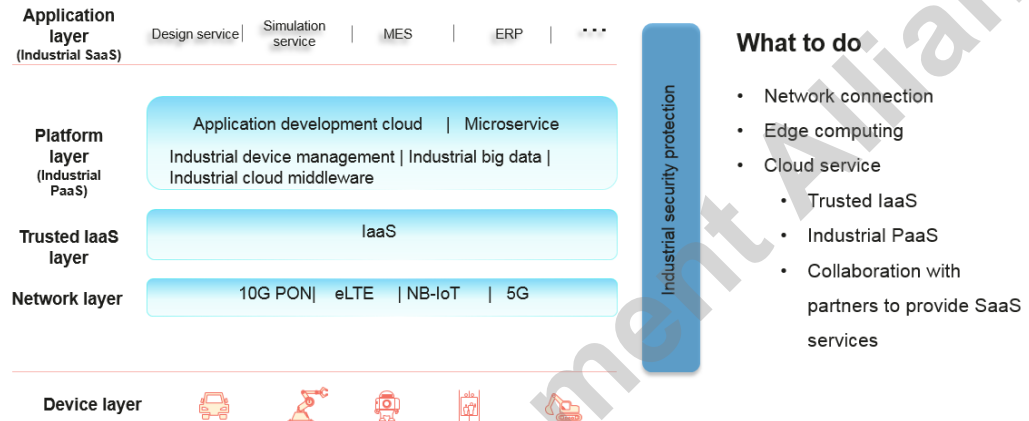 Application
layer
(Industrial SaaS)
Design service|
Simulation
service
|
MES
|
ERP
|
...
Platform
layer
(Industrial
PaaS)
Application development cloud | Microservice
Industrial device management | Industrial big data |
Industrial cloud middleware
Trusted IaaS
layer
IaaS
Network layer
10G PON| eLTE | NB-IoT | 5G
Device layer
Industrial security protection
What to do
• Network connection
• Edge computing
• Cloud service
• Trusted IaaS
• Industrial PaaS
• Collaboration with
partners to provide SaaS
services